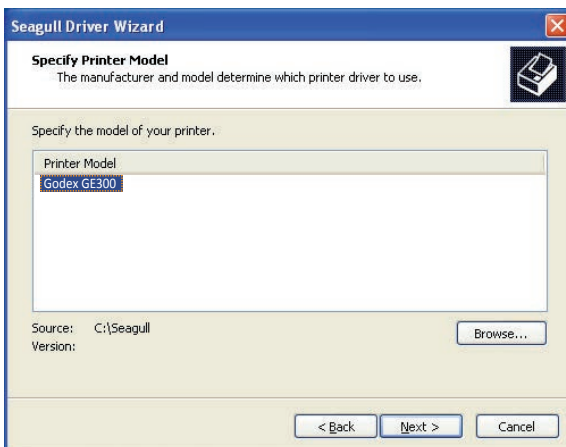 Seagull Driver Wizard
Specify Printer Model
The manufacturer and model determine which printer driver to use.
Specify the model of your printer.
Printer Model
Godex GE300
Source: C:\Seagull
Browse...
Version:
< Back Next > Cancel